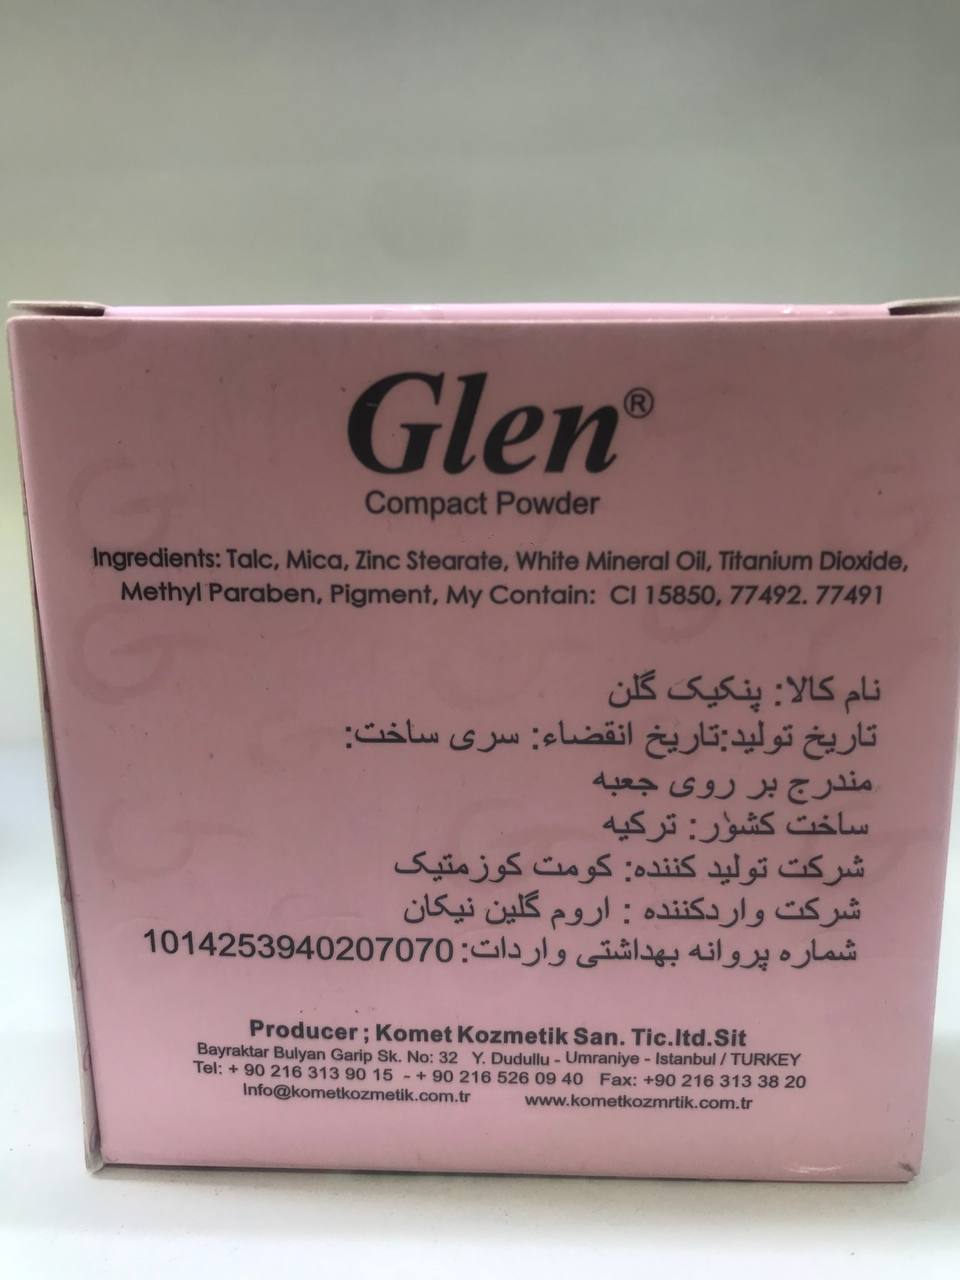 Glen®
Compact Powder
Ingredients: Talc, Mica, Zinc Stearate, White Mineral Oil, Titanium Dioxide,
Methyl Paraben, Pigment, My Contain: CI 15850, 77492. 77491
نام کالا: پنکیک گلن
تاریخ تولید:تاریخ انقضاء: سری ساخت:
مندرج بر روی جعبه
ساخت کشور: ترکیه
شرکت تولید کننده: کومت کوزمتیک
شرکت واردکننده : اروم گلین نیکان
شماره پروانه بهداشتی واردات: 1014253940207070
Producer ; Komet Kozmetik San. Tic.ltd.Sit
Bayraktar Bulyan Garip Sk. No: 32 Y. Dudullu - Umraniye - Istanbul / TURKEY
Tel: + 90 216 313 90 15 - + 90 216 526 09 40 Fax: +90 216 313 38 20
Info@kometkozmetik.com.tr www.kometkozmrtik.com.tr